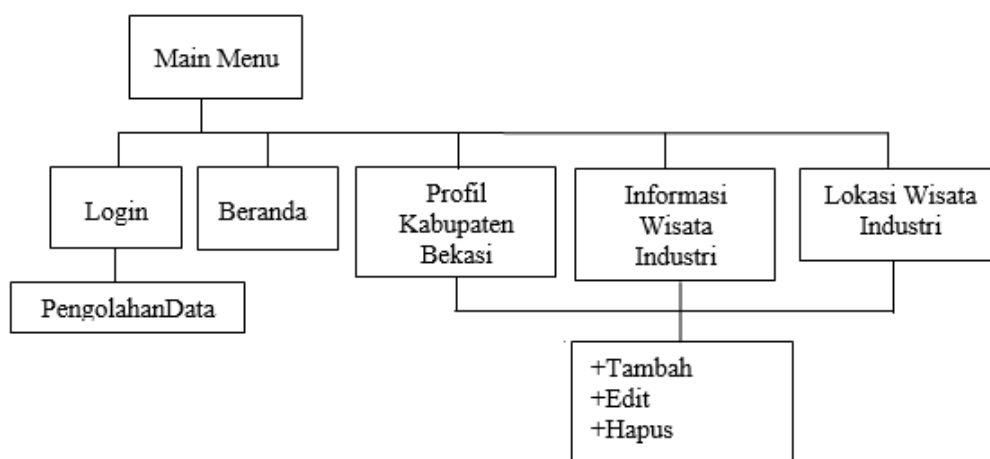 Main Menu
Login
Beranda
Profil
Kabupaten
Bekasi
Informasi
Wisata
Industri
Lokasi Wisata
Industri
PengolahanData
+Tambah
+Edit
+Hapus